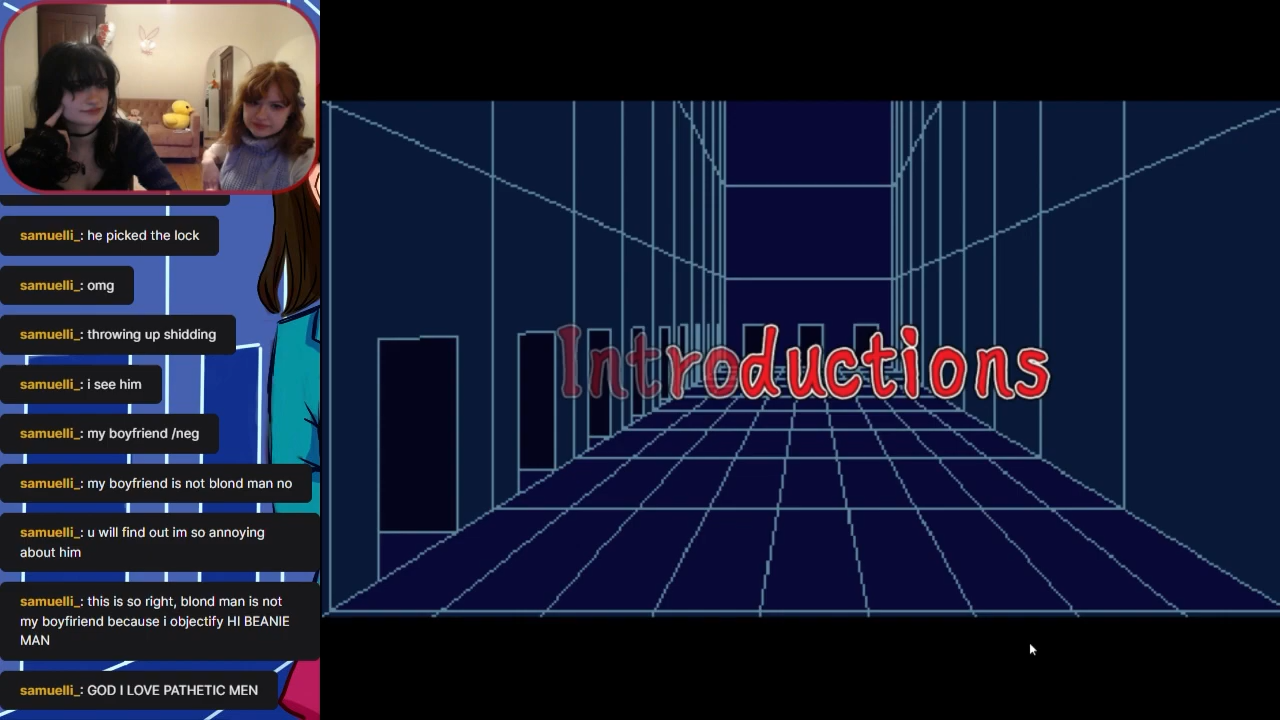 samuelli_: he picked the lock
samuelli_: omg
samuelli_: throwing up shidding
samuelli_: i see him
samuelli_: my boyfriend /neg
samuelli_: my boyfriend is not blond man no
samuelli_: u will find out im so annoying
about him
samuelli_: this is so right, blond man is not
my boyfiriend because i objectify HI BEANIE
MAN
samuelli_: GOD I LOVE PATHETIC MEN
Introductions